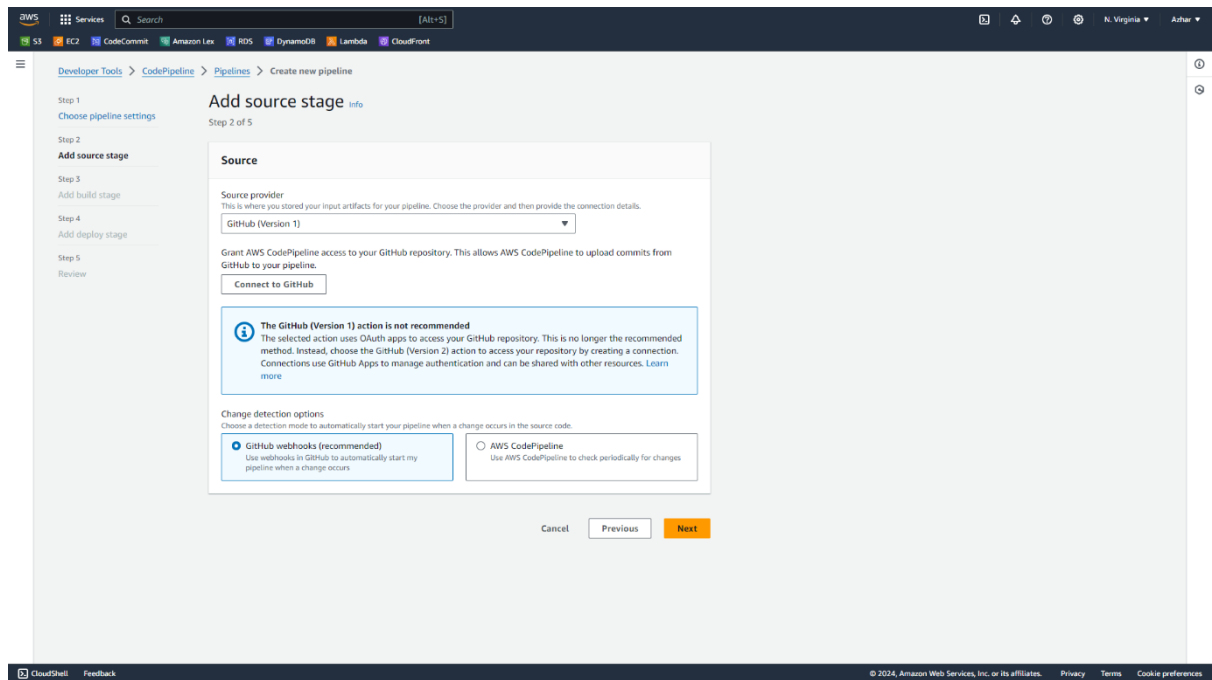 aws
Services
Search
[Alt+S]
N. Virginia
Azhar
S3
EC2
CodeCommit
Amazon Lex
RDS
DynamoDB
Lambda
CloudFront
Developer Tools > CodePipeline > Pipelines > Create new pipeline
Step 1
Choose pipeline settings
Step 2
Add source stage
Step 3
Add build stage
Step 4
Add deploy stage
Step 5
Review
Add source stage Info
Step 2 of 5
Source
Source provider
This is where you stored your input artifacts for your pipeline. Choose the provider and then provide the connection details.
GitHub (Version 1)
Grant AWS CodePipeline access to your GitHub repository. This allows AWS CodePipeline to upload commits from
GitHub to your pipeline.
Connect to GitHub
The GitHub (Version 1) action is not recommended
The selected action uses OAuth apps to access your GitHub repository. This is no longer the recommended
method. Instead, choose the GitHub (Version 2) action to access your repository by creating a connection.
Connections use GitHub Apps to manage authentication and can be shared with other resources. Learn
more
Change detection options
Choose a detection mode to automatically start your pipeline when a change occurs in the source code.
GitHub webhooks (recommended)
Use webhooks in GitHub to automatically start my
pipeline when a change occurs
AWS CodePipeline
Use AWS CodePipeline to check periodically for changes
Cancel
Previous
Next
CloudShell
Feedback
© 2024, Amazon Web Services, Inc. or its affiliates.
Privacy
Terms
Cookie preferences